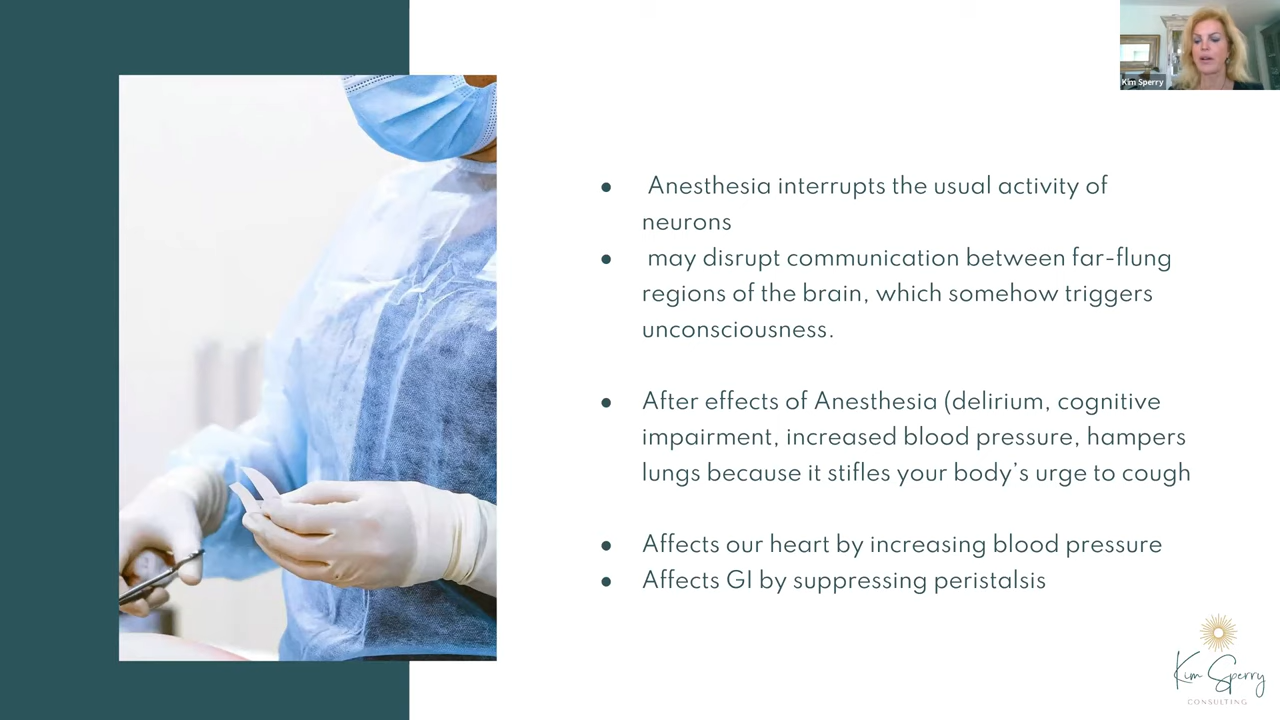 Kim Sperry
● Anesthesia interrupts the usual activity of
neurons
● may disrupt communication between far-flung
regions of the brain, which somehow triggers
unconsciousness.
● After effects of Anesthesia (delirium, cognitive
impairment, increased blood pressure, hampers
lungs because it stifles your body’s urge to cough
● Affects our heart by increasing blood pressure
● Affects GI by suppressing peristalsis
Kim Sperry
CONSULTING